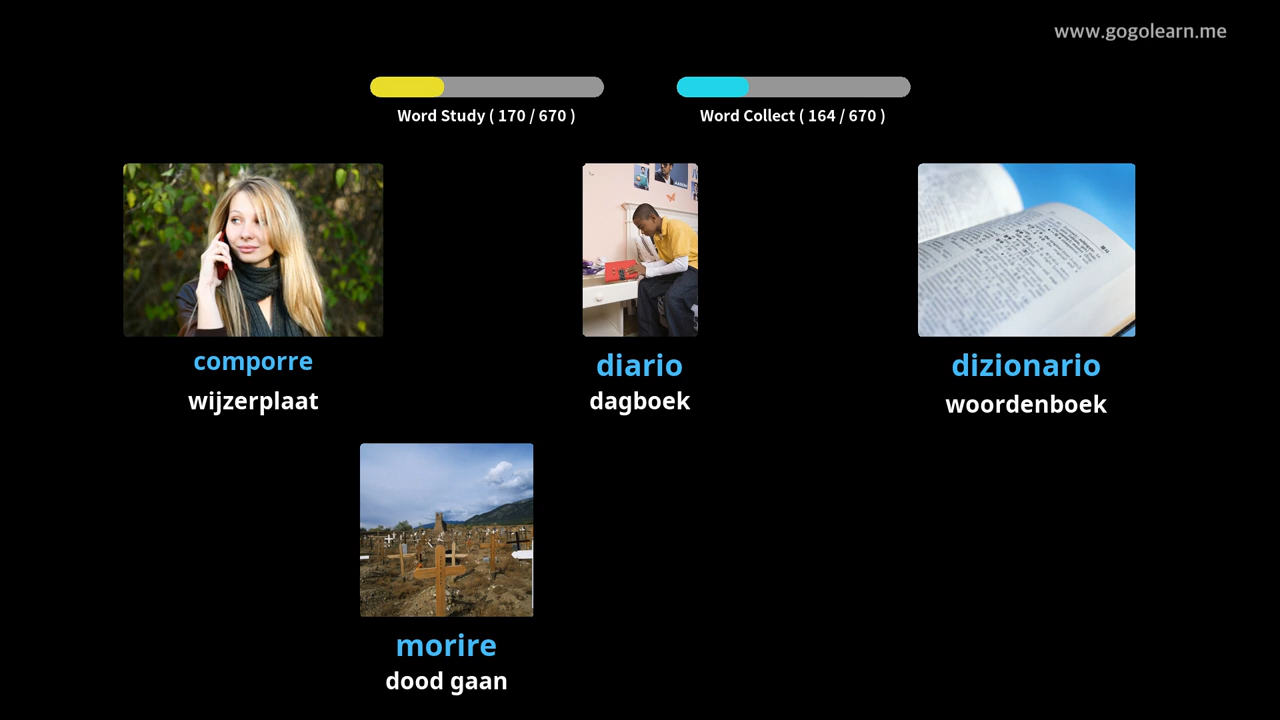 www.gogolearn.me
Word Study ( 170 / 670 )
Word Collect ( 164 / 670 )
comporre
wijzerplaat
diario
dagboek
dizionario
woordenboek
morire
dood gaan